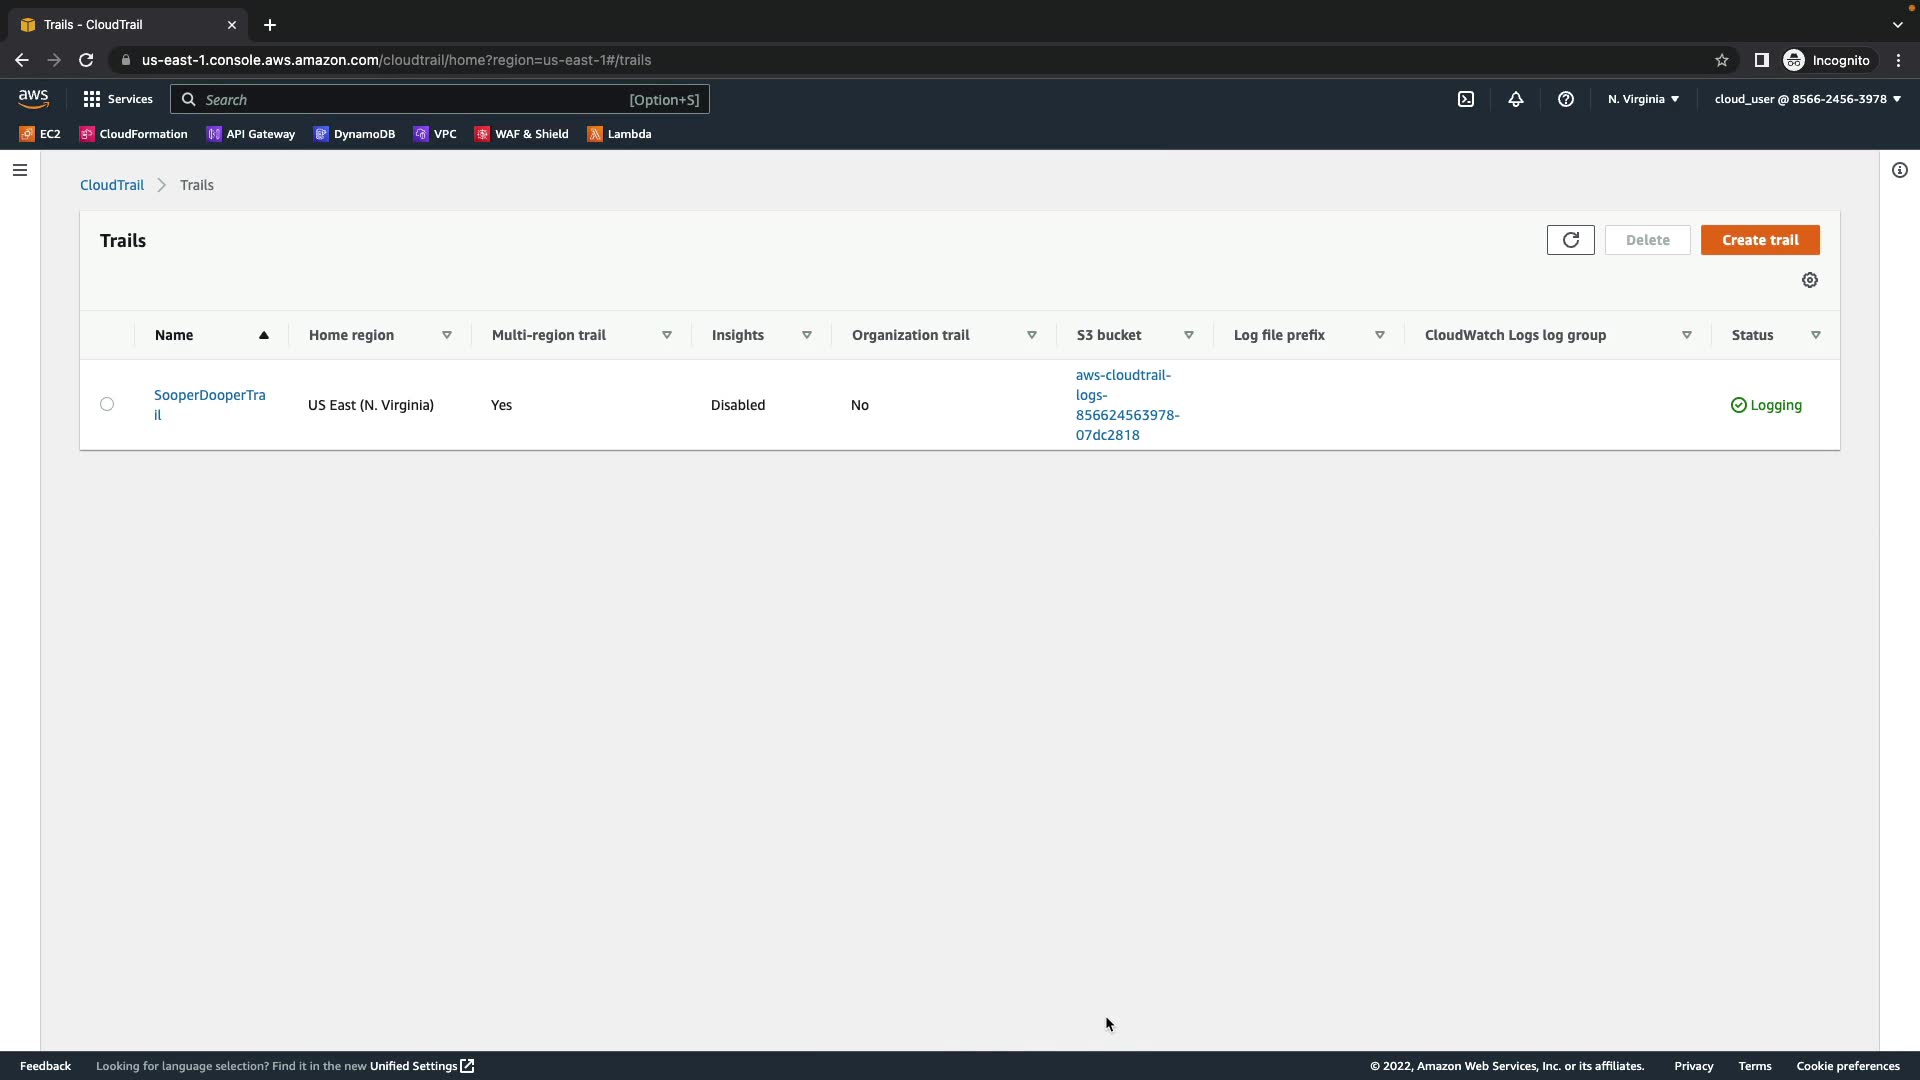 Trails - CloudTrail
us-east-1.console.aws.amazon.com/cloudtrail/home?region=us-east-1#/trails
Incognito
aws
Services
Search
[Option+S]
N. Virginia
cloud_user @ 8566-2456-3978
EC2
CloudFormation
API Gateway
DynamoDB
VPC
WAF & Shield
Lambda
CloudTrail
Trails
Trails
Delete
Create trail
Name
Home region
Multi-region trail
Insights
Organization trail
S3 bucket
Log file prefix
CloudWatch Logs log group
Status
SooperDooperTra
il
US East (N. Virginia)
Yes
Disabled
No
aws-cloudtrail-
logs-
856624563978-
07dc2818
Logging
Feedback
Looking for language selection? Find it in the new Unified Settings
© 2022, Amazon Web Services, Inc. or its affiliates.
Privacy
Terms
Cookie preferences